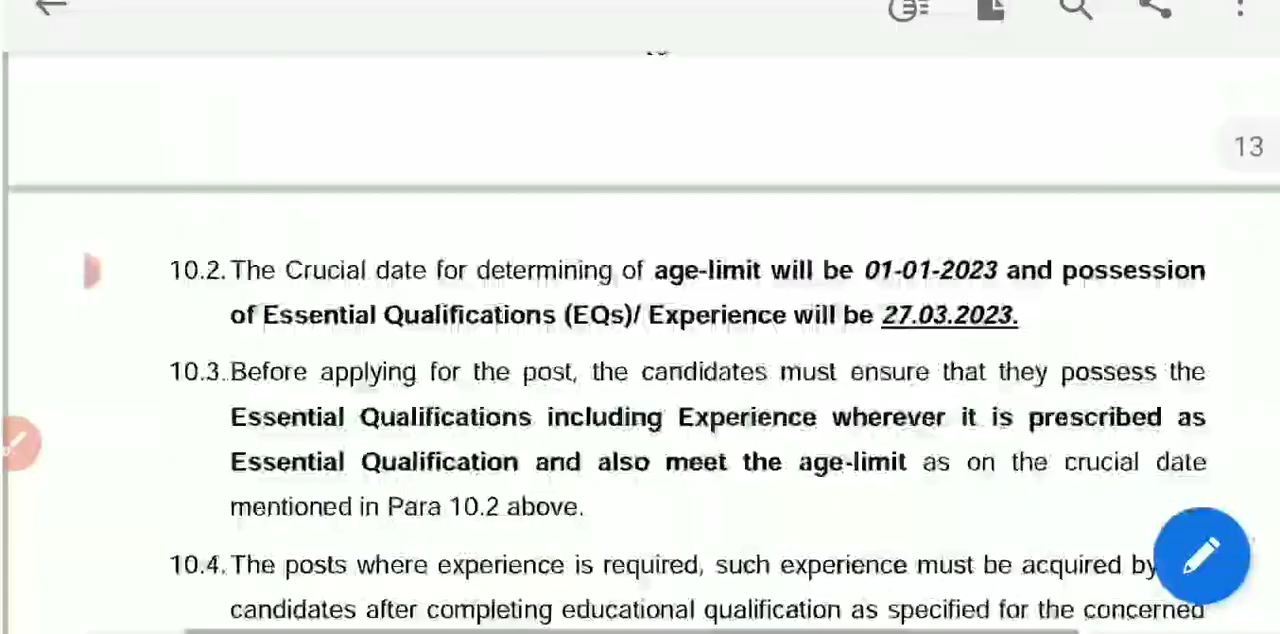 13
10.2. The Crucial date for determining of age-limit will be 01-01-2023 and possession
of Essential Qualifications (EQs)/ Experience will be 27.03.2023.
10.3. Before applying for the post, the candidates must ensure that they possess the
Essential Qualifications including Experience wherever it is prescribed as
Essential Qualification and also meet the age-limit as on the crucial date
mentioned in Para 10.2 above.
10.4. The posts where experience is required, such experience must be acquired by
candidates after completing educational qualification as specified for the concerned